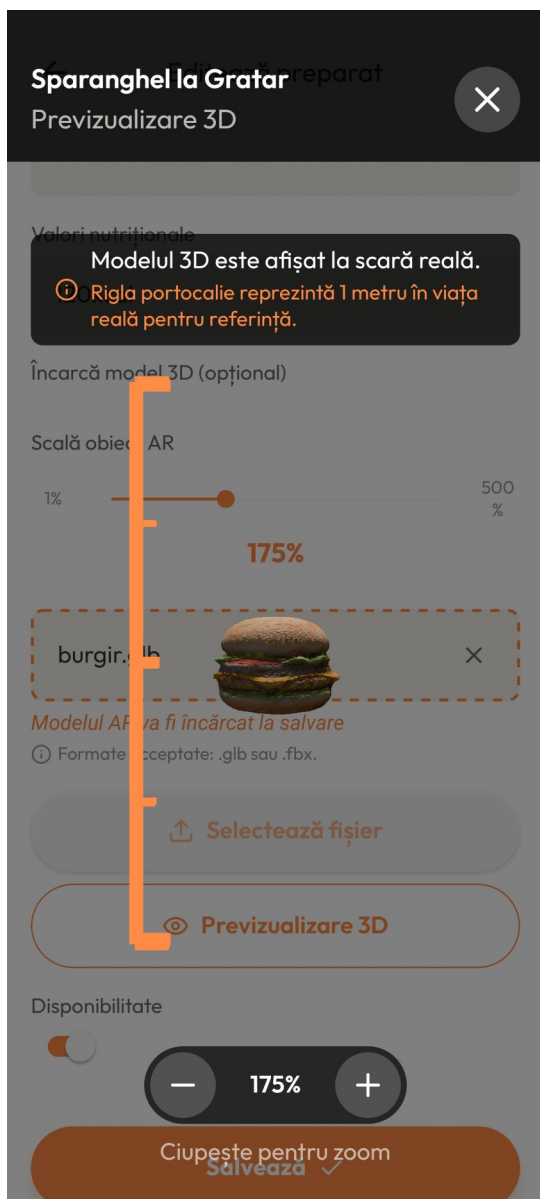 Sparanghel la Gratar
Editează preparat
Previzualizare 3D
Valori nutriționale
Modelul 3D este afișat la scară reală.
Rigla portocalie reprezintă 1 metru în viața
reală pentru referință.
Încarcă model 3D (opțional)
Scală obiect AR
1%
500
%
175%
burgir.glb
Modelul AR va fi încărcat la salvare
Formate acceptate: .glb sau .fbx.
Selectează fișier
Previzualizare 3D
Disponibilitate
175%
Ciupește pentru zoom
Salvează